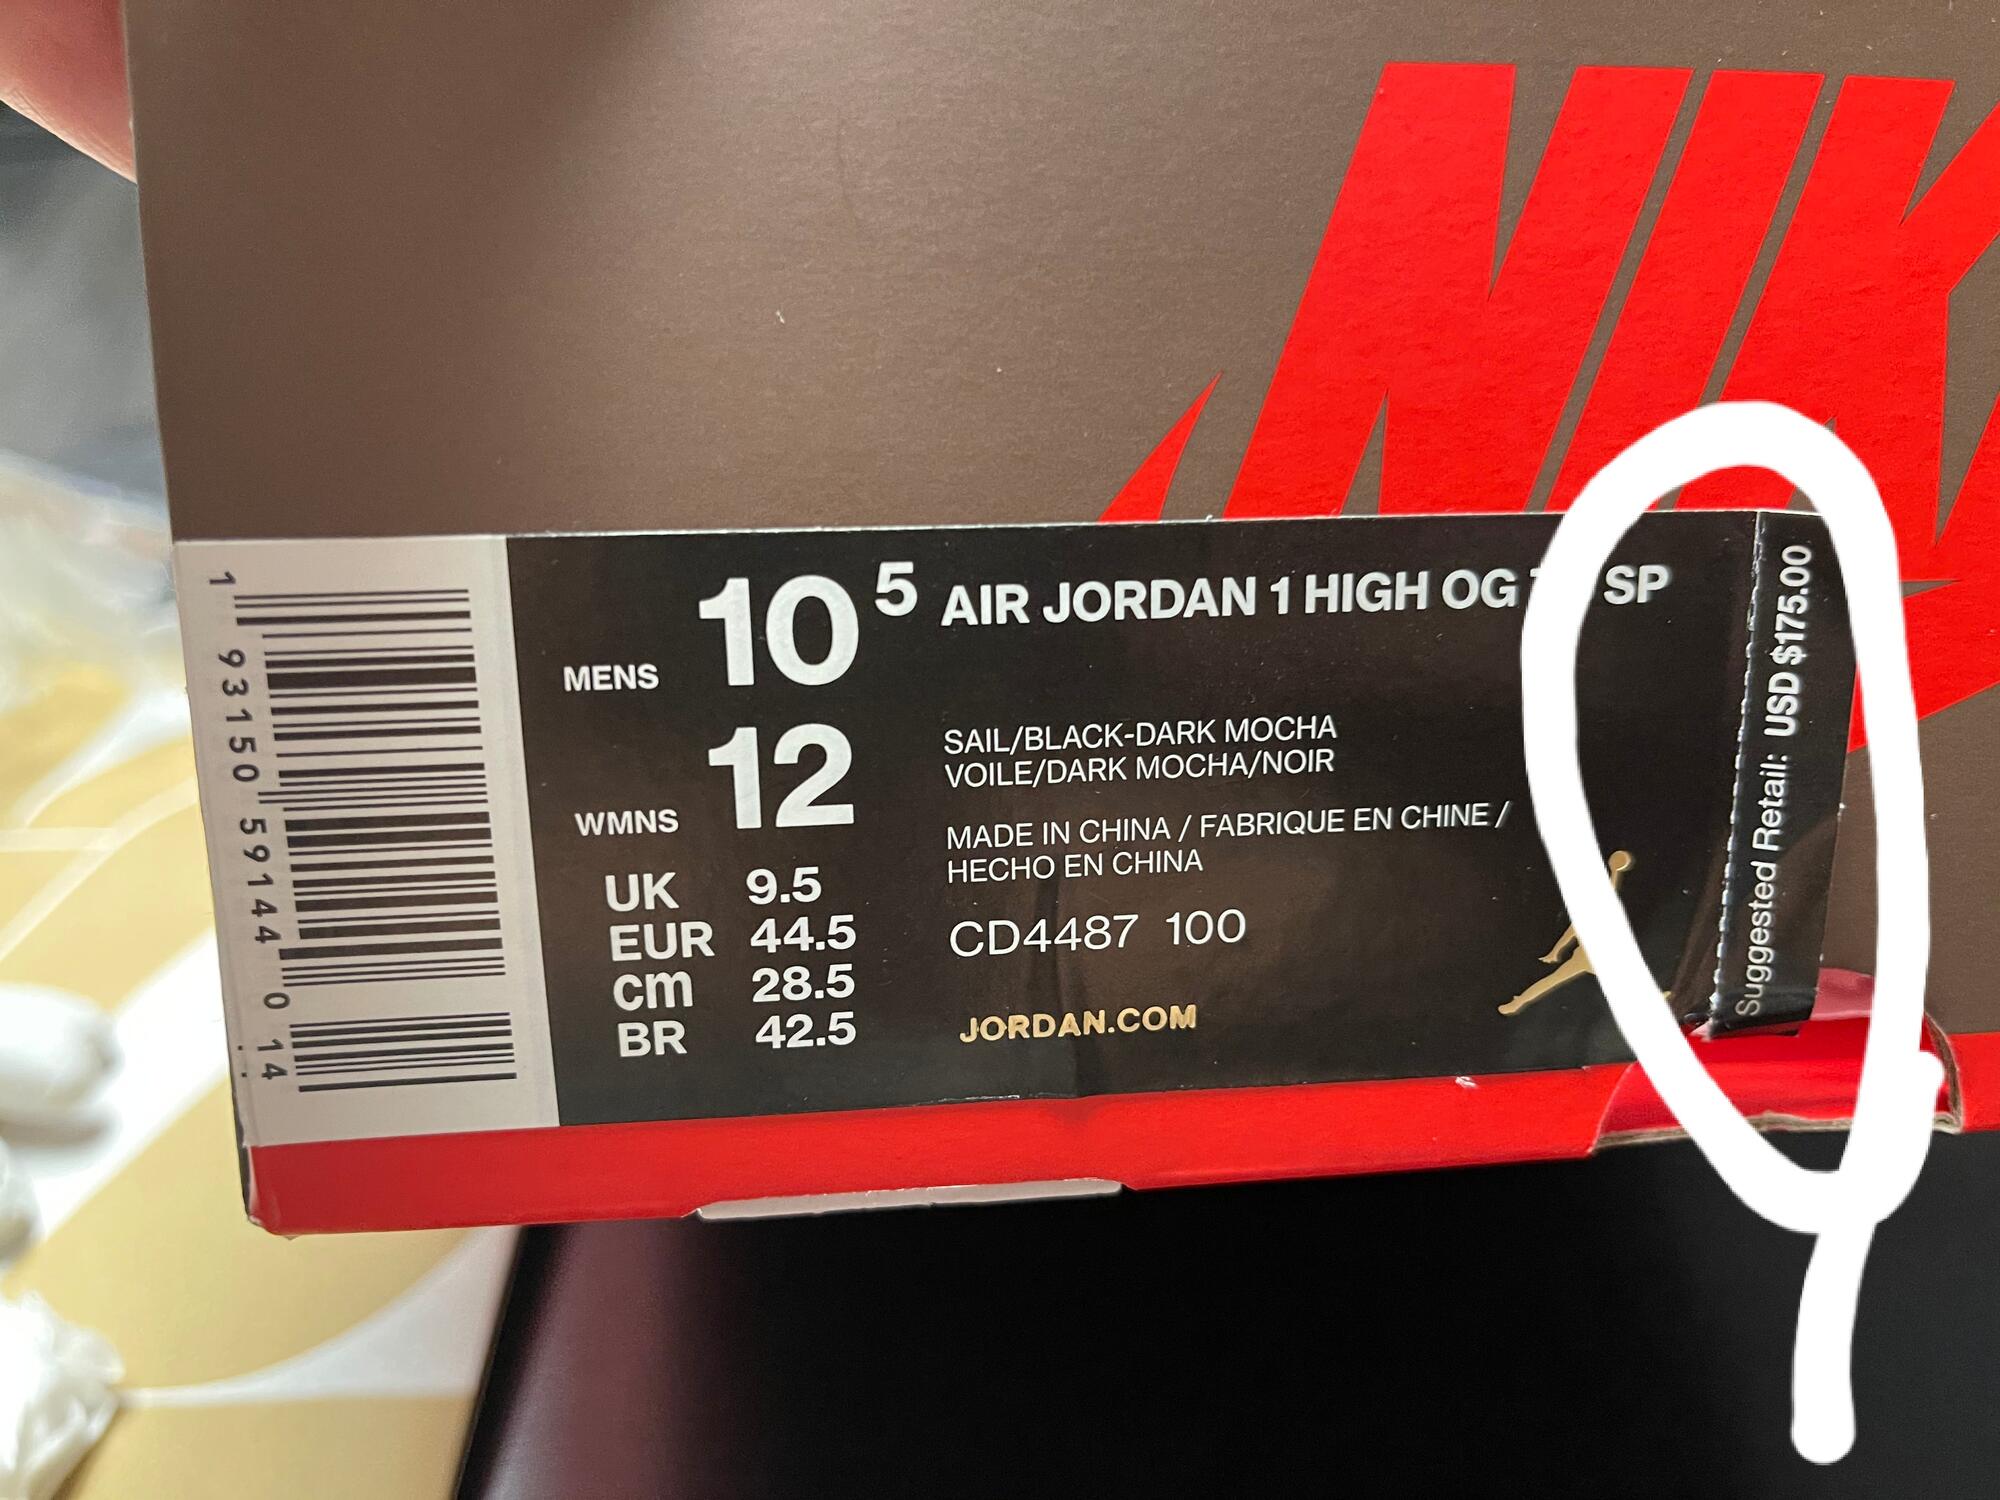 NIK
10 5 AIR JORDAN 1 HIGH OG SP
MENS
12
WMNS
SAIL/BLACK-DARK MOCHA
VOILE/DARK MOCHA/NOIR
MADE IN CHINA / FABRIQUE EN CHINE /
HECHO EN CHINA
UK 9.5
EUR 44.5
cm 28.5
BR 42.5
CD4487 100
JORDAN.COM
Suggested Retail: USD $175.00
1 93150 59144 0 14